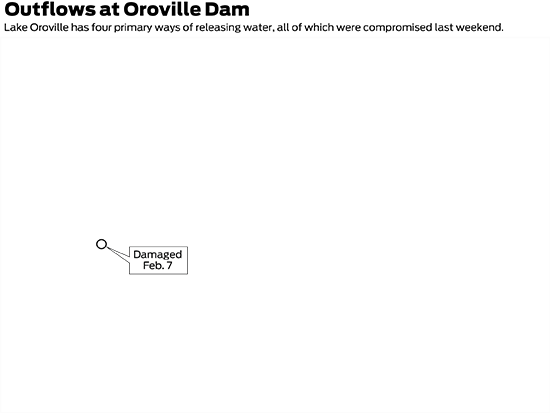 Outflows at Oroville Dam
Lake Oroville has four primary ways of releasing water, all of which were compromised last weekend.
Damaged
Feb. 7